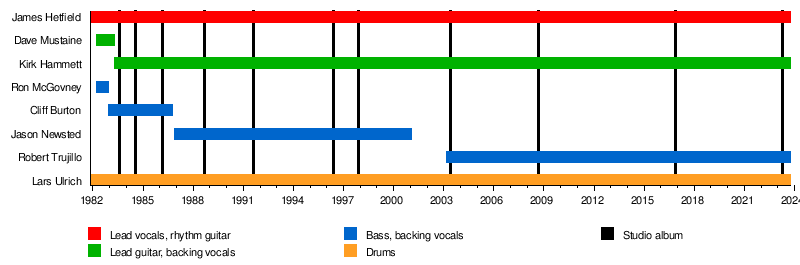 James Hetfield
Dave Mustaine
Kirk Hammett
Ron McGovney
Cliff Burton
Jason Newsted
Robert Trujillo
Lars Ulrich
1982 1985 1988 1991 1994 1997 2000 2003 2006 2009 2012 2015 2018 2021 2024
Lead vocals, rhythm guitar Bass, backing vocals Studio album
Lead guitar, backing vocals Drums